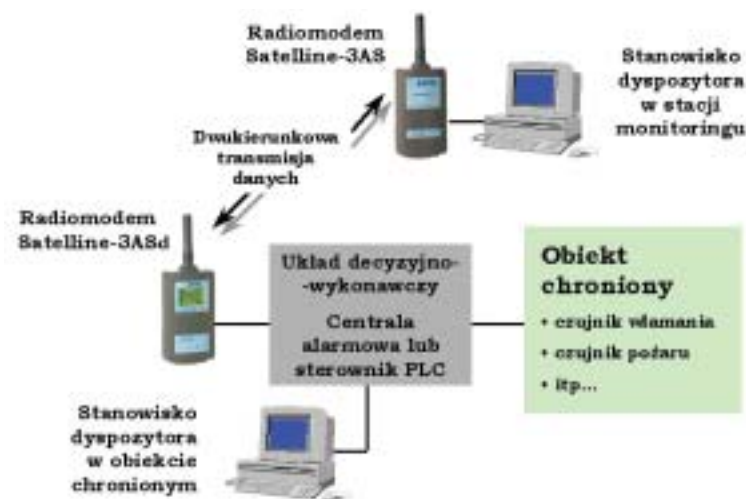 Radiomodem
Satelline-3AS
Stanowisko
dyspozytora
w stacji
monitoringu
Dwukierunkowa
transmisja
danych
Radiomodem
Satelline-3ASd
Układ decyzyjno-
-wykonawczy
Centrala
alarmowa lub
sterownik PLC
Obiekt
chroniony
• czujnik włamania
• czujnik pożaru
• itp...
Stanowisko
dyspozytora
w obiekcie
chronionym